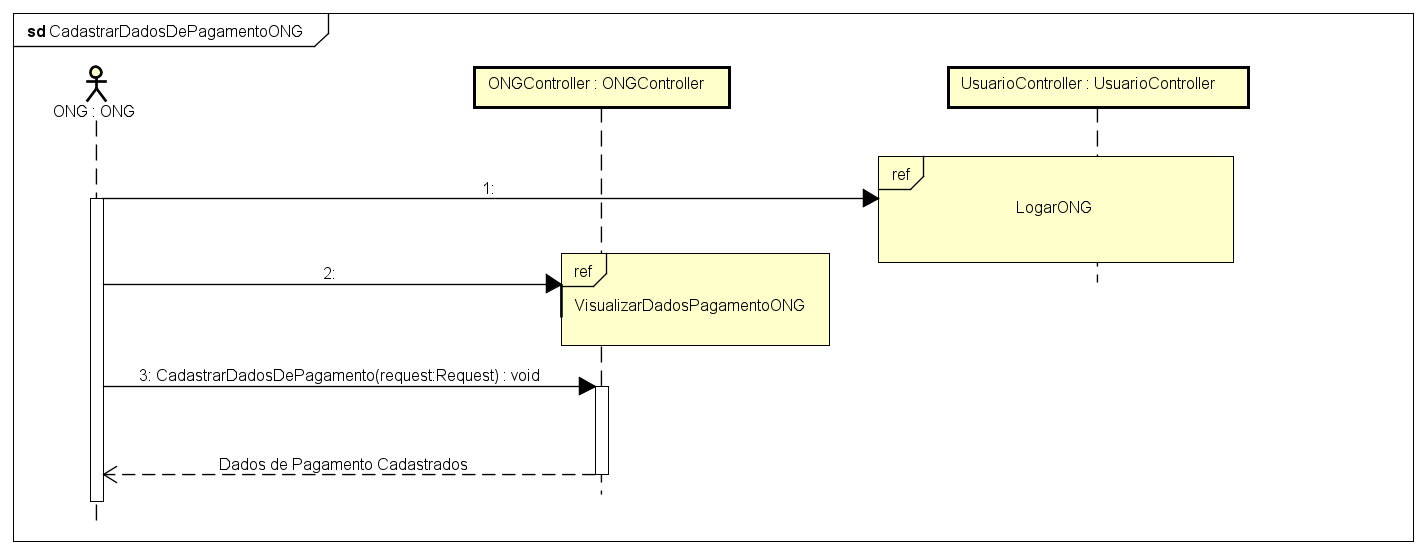 sd CadastrarDadosDePagamentoONG
ONG : ONG
ONGController : ONGController
UsuarioController : UsuarioController
ref
LogarONG
1:
ref
VisualizarDadosPagamentoONG
2:
3: CadastrarDadosDePagamento(request:Request) : void
Dados de Pagamento Cadastrados